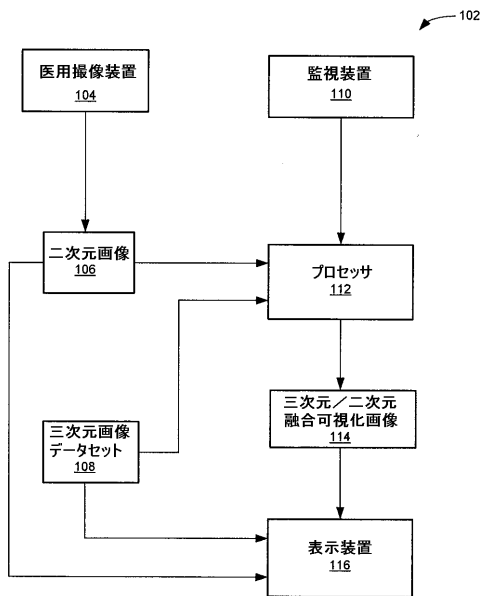 102
医用撮像装置
104
監視装置
110
二次元画像
106
プロセッサ
112
三次元画像
データセット
108
三次元／二次元
融合可視化画像
114
表示装置
116